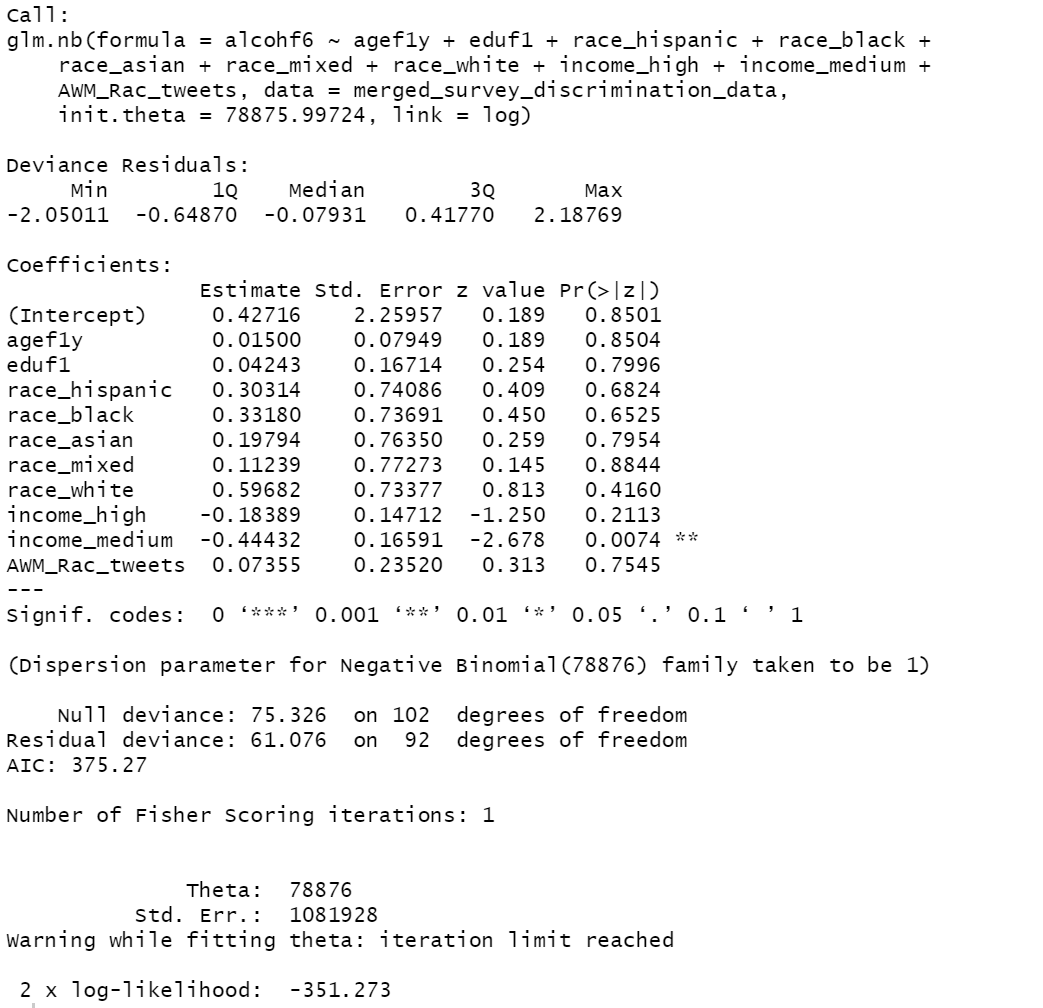 Call:
glm.nb(formula = alcohf6 ~ agef1y + eduf1 + race_hispanic + race_black +
    race_asian + race_mixed + race_white + income_high + income_medium +
    AWM_Rac_tweets, data = merged_survey_discrimination_data,
    init.theta = 78875.99724, link = log)

Deviance Residuals:
     Min        1Q    Median        3Q       Max
-2.05011  -0.64870  -0.07931   0.41770   2.18769

Coefficients:
               Estimate Std. Error z value Pr(>|z|)
(Intercept)     0.42716    2.25957   0.189   0.8501
agef1y          0.01500    0.07949   0.189   0.8504
eduf1           0.04243    0.16714   0.254   0.7996
race_hispanic   0.30314    0.74086   0.409   0.6824
race_black      0.33180    0.73691   0.450   0.6525
race_asian      0.19794    0.76350   0.259   0.7954
race_mixed      0.11239    0.77273   0.145   0.8844
race_white      0.59682    0.73377   0.813   0.4160
income_high    -0.18389    0.14712  -1.250   0.2113
income_medium  -0.44432    0.16591  -2.678   0.0074 **
AWM_Rac_tweets  0.07355    0.23520   0.313   0.7545
---
Signif. codes:  0 ‘***’ 0.001 ‘**’ 0.01 ‘*’ 0.05 ‘.’ 0.1 ‘ ’ 1

(Dispersion parameter for Negative Binomial(78876) family taken to be 1)

    Null deviance: 75.326  on 102  degrees of freedom
Residual deviance: 61.076  on  92  degrees of freedom
AIC: 375.27

Number of Fisher Scoring iterations: 1


              Theta:  78876
          Std. Err.:  1081928
Warning while fitting theta: iteration limit reached

 2 x log-likelihood:  -351.273